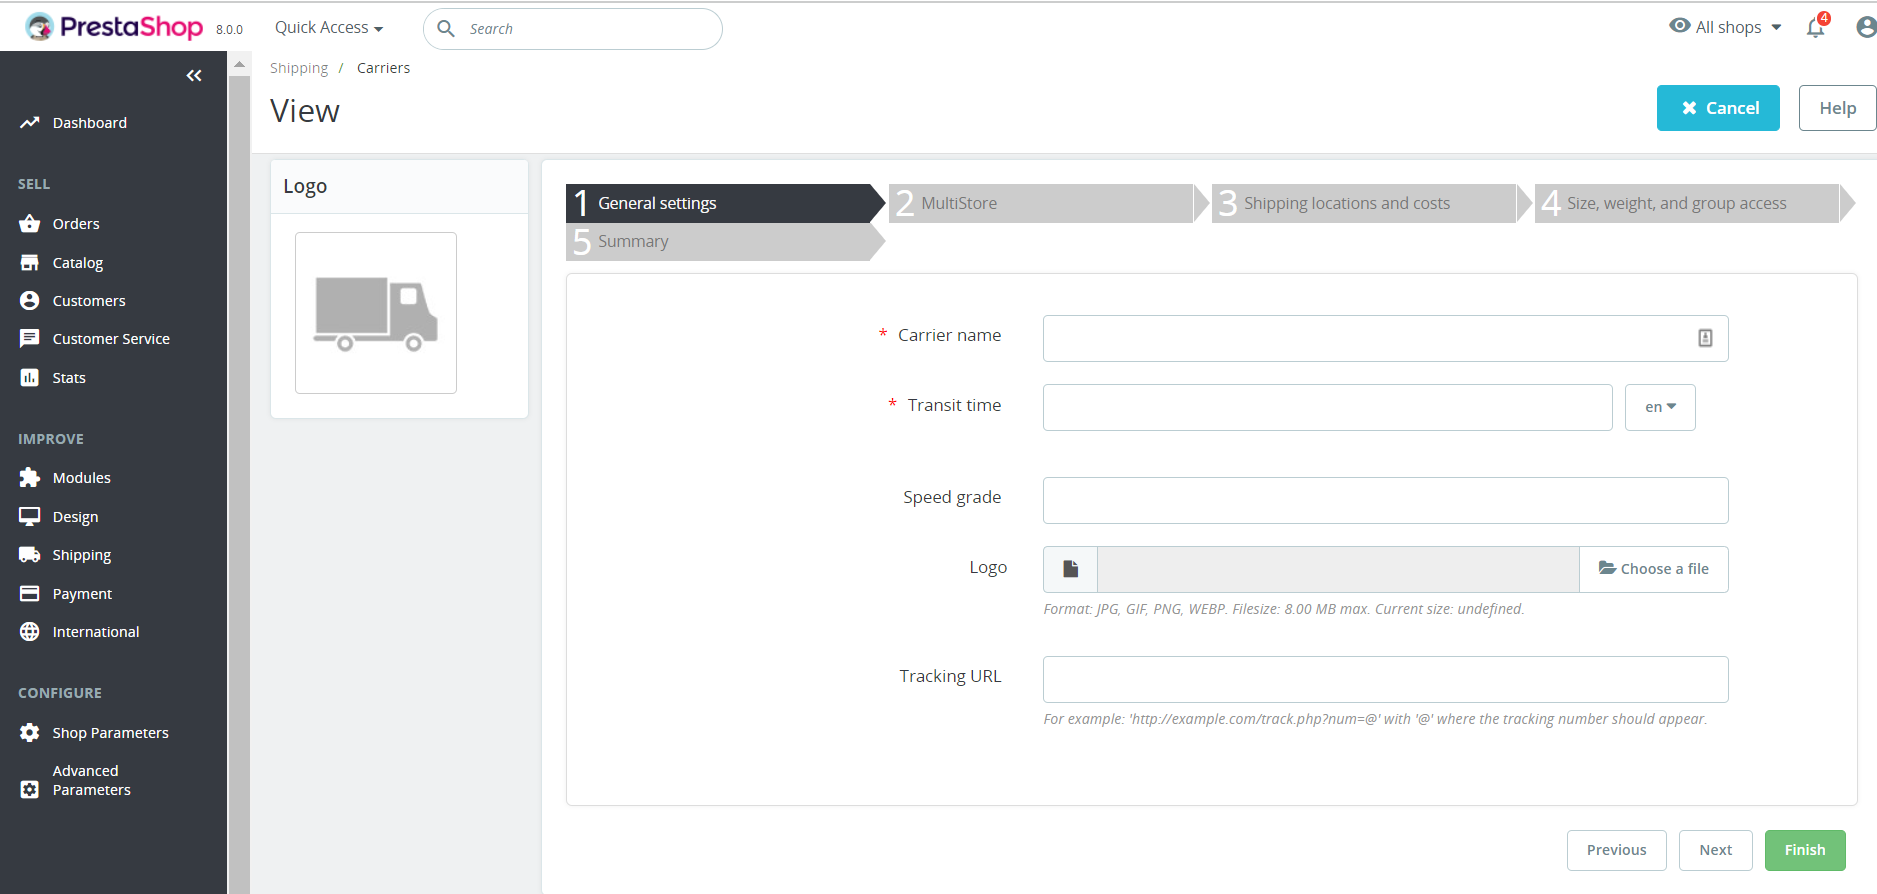 PrestaShop 8.0.0 Quick Access Search All shops 4
Shipping / Carriers
View
Cancel Help
Dashboard
SELL
Orders
Catalog
Customers
Customer Service
Stats
IMPROVE
Modules
Design
Shipping
Payment
International
CONFIGURE
Shop Parameters
Advanced
Parameters
Logo
1 General settings 2 MultiStore 3 Shipping locations and costs 4 Size, weight, and group access
5 Summary
* Carrier name
* Transit time en
Speed grade
Logo Choose a file
Format: JPG, GIF, PNG, WEBP. Filesize: 8.00 MB max. Current size: undefined.
Tracking URL
For example: 'http://example.com/track.php?num=@' with '@' where the tracking number should appear.
Previous Next Finish